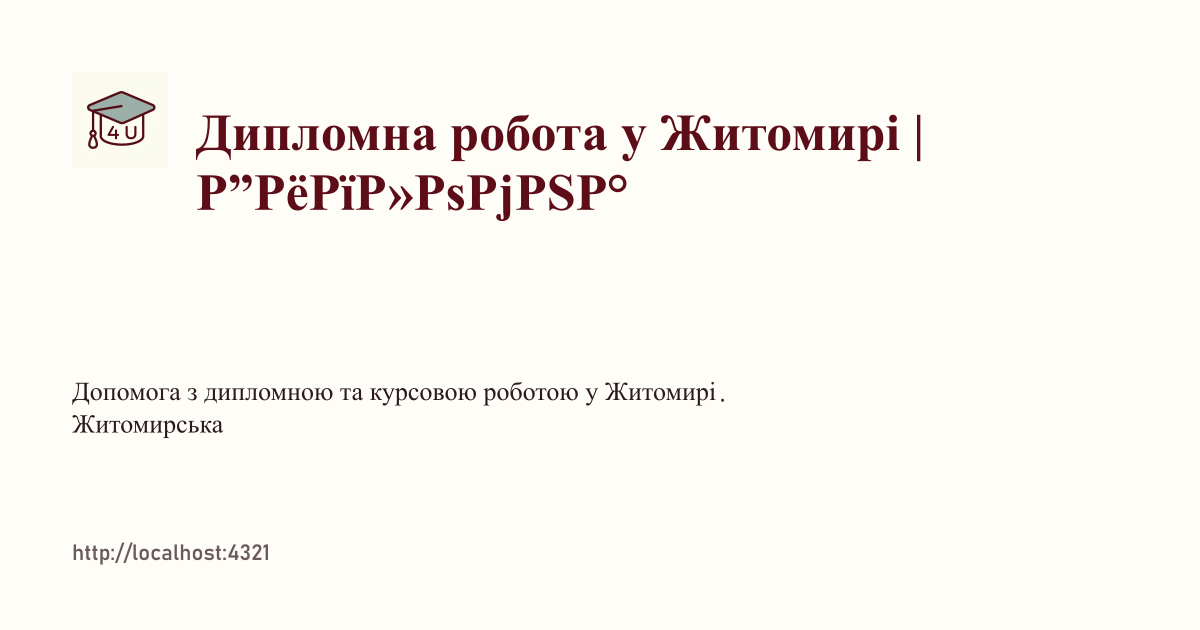 4 U
Дипломна робота у Житомирі |
Р”РёРїР»РѕРјРЅР°
Допомога з дипломною та курсовою роботою у Житомирі.
Житомирська
http://localhost:4321